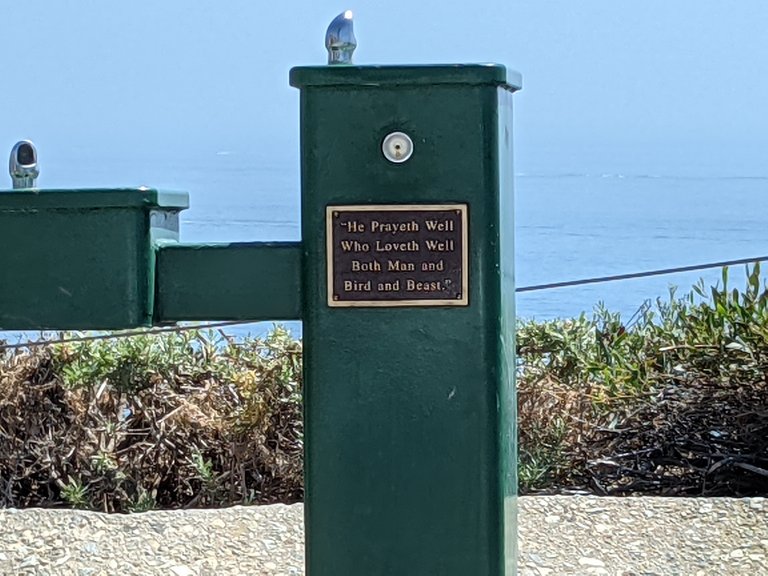 “He Prayeth Well
Who Loveth Well
Both Man and
Bird and Beast.”